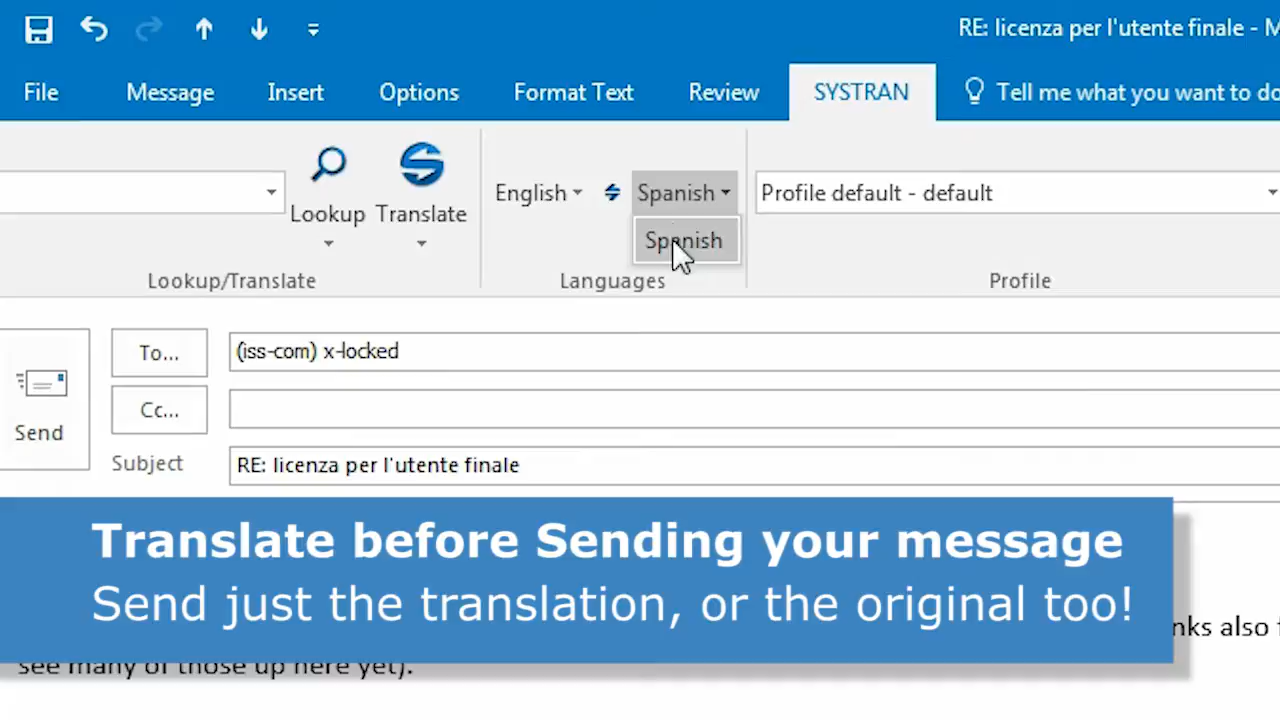 RE: licenza per l'utente finale -
File Message Insert Options Format Text Review SYSTRAN Tell me what you want to do
Lookup Translate English Spanish Profile default - default
Spanish
Lookup/Translate Languages Profile
To... (iss-com) x-locked
Cc...
Send
Subject RE: licenza per l'utente finale
Translate before Sending your message
Send just the translation, or the original too!
also
see many of those up here yet).